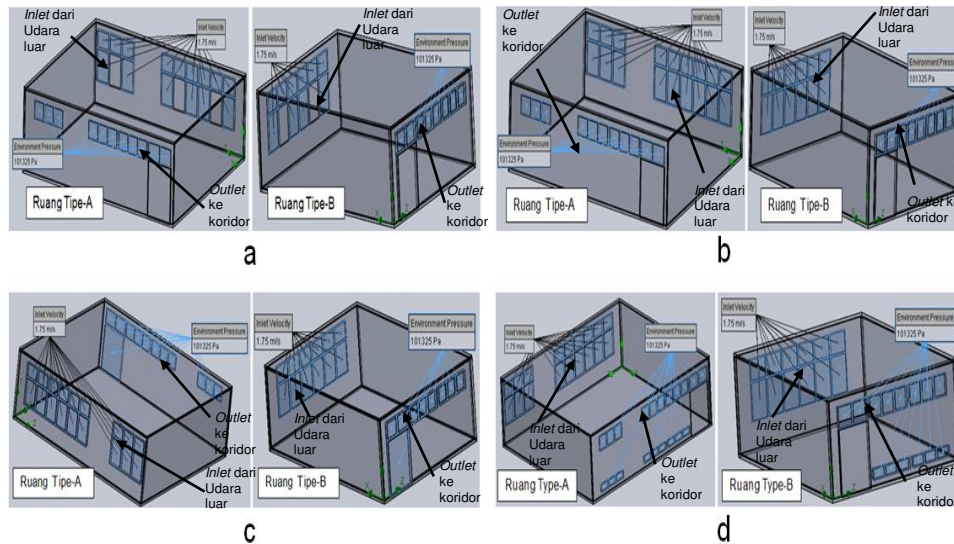 Inlet dari
Udara
luar
Inlet Velocity
1.75 m/s
Environment Pressure
101325 Pa
Ruang Tipe-A
Outlet
ke
koridor
Inlet Velocity
1.75 m/s
Inlet dari
Udara
luar
Environment Pressure
101325 Pa
Ruang Tipe-B
Outlet
ke
koridor
a
Outlet
ke
koridor
Inlet Velocity
1.75 m/s
Environment Pressure
101325 Pa
Ruang Tipe-A
Inlet dari
Udara
luar
Inlet Velocity
1.75 m/s
Inlet dari
Udara
luar
Environment Pressure
101325 Pa
Ruang Tipe-B
Outlet ke
koridor
b
Inlet Velocity
1.75 m/s
Environment Pressure
101325 Pa
Outlet
ke
koridor
Ruang Tipe-A
Inlet dari
Udara
luar
Inlet Velocity
1.75 m/s
Environment Pressure
101325 Pa
Inlet dari
Udara
luar
Ruang Tipe-B
Outlet
ke
koridor
c
Inlet Velocity
1.75 m/s
Environment Pressure
101325 Pa
Inlet dari
Udara
luar
Ruang Type-A
Outlet
ke
koridor
Inlet Velocity
1.75 m/s
Environment Pressure
101325 Pa
Inlet dari
Udara
luar
Ruang Type-B
Outlet
ke
korido
d